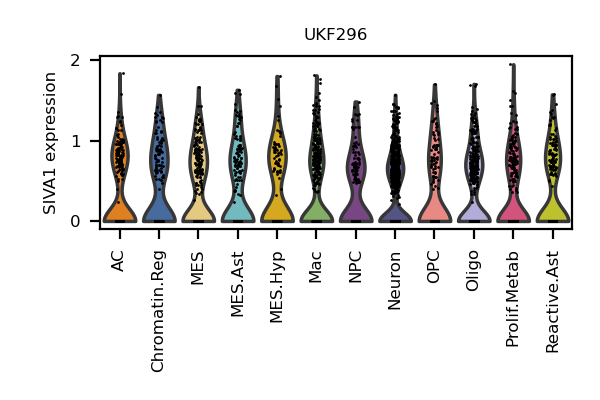 UKF296
SIVA1 expression
2
1
0
AC
Chromatin.Reg
MES
MES.Ast
MES.Hyp
Mac
NPC
Neuron
OPC
Oligo
Prolif.Metab
Reactive.Ast